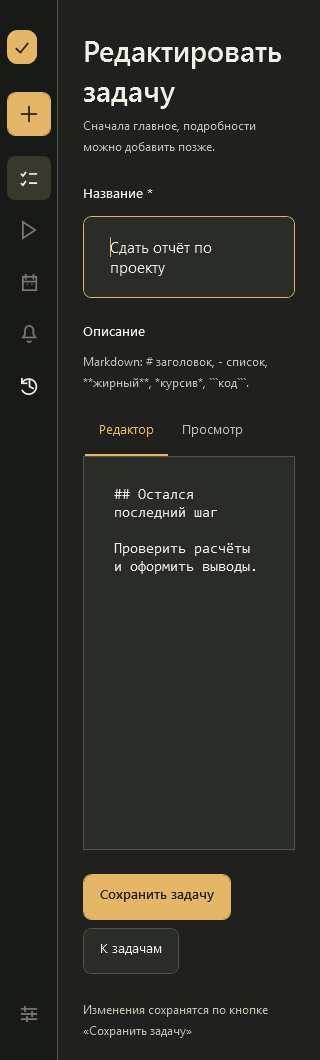 Редактировать
задачу
Сначала главное, подробности
можно добавить позже.
Название *
Сдать отчёт по
проекту
Описание
Markdown: # заголовок, - список,
**жирный**, *курсив*, ```код```.
Редактор Просмотр
## Остался
последний шаг
Проверить расчёты
и оформить выводы.
Сохранить задачу
К задачам
Изменения сохранятся по кнопке
«Сохранить задачу»